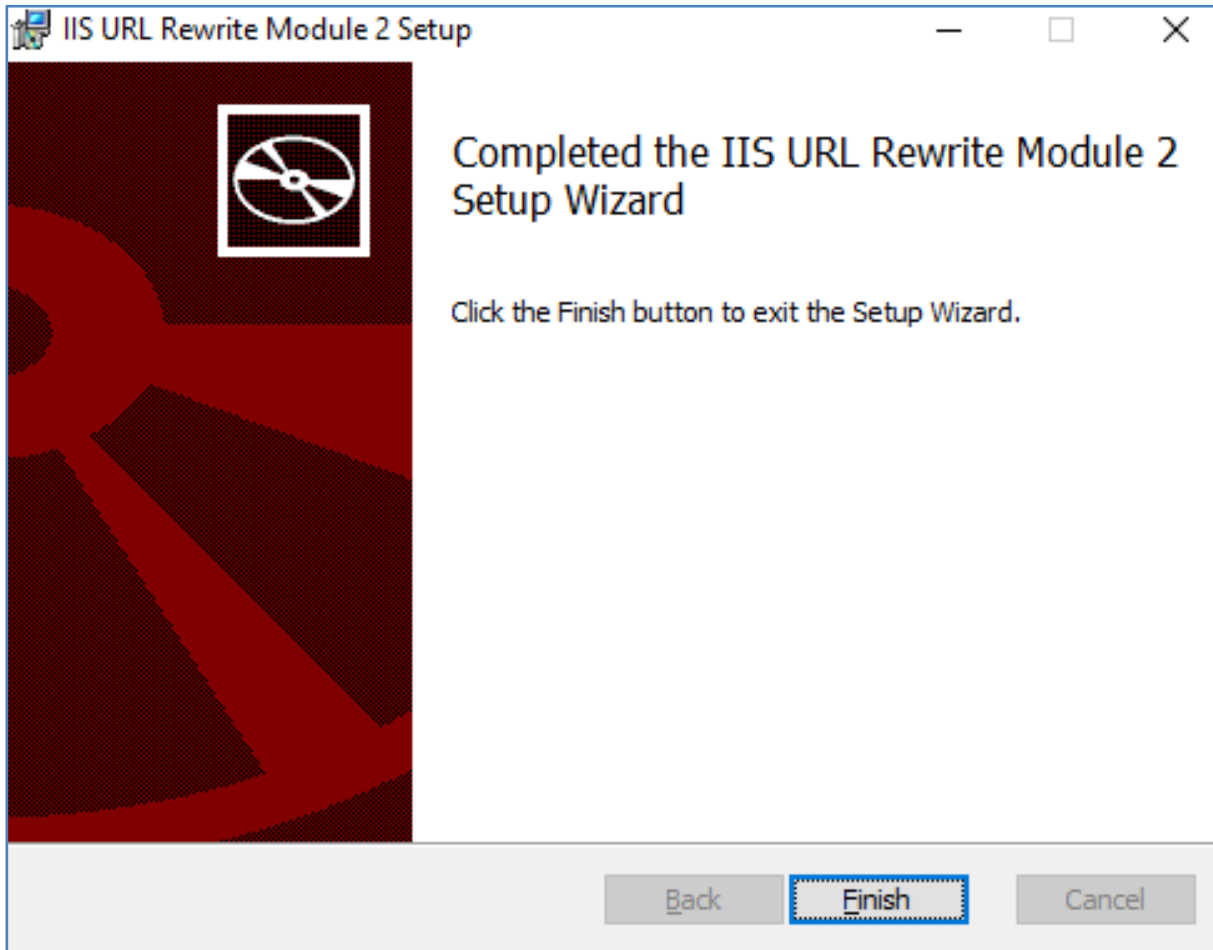 IIS URL Rewrite Module 2 Setup
Completed the IIS URL Rewrite Module 2
Setup Wizard
Click the Finish button to exit the Setup Wizard.
Back Finish Cancel